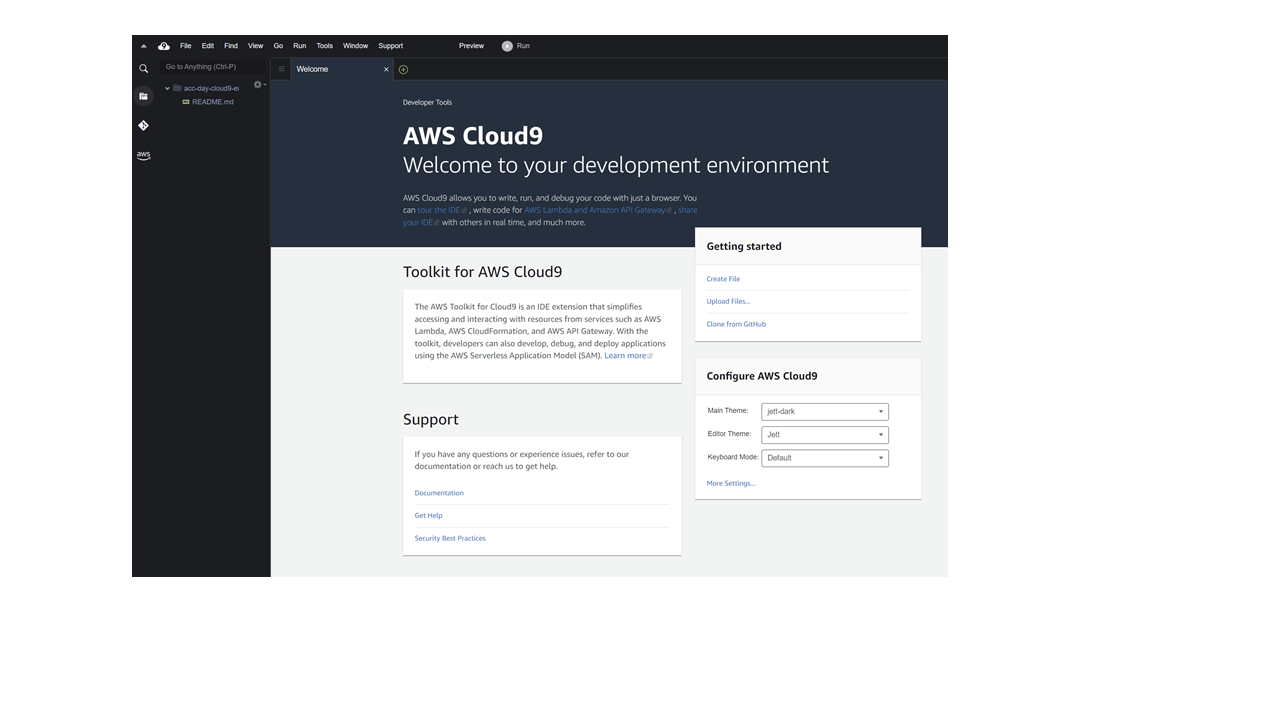 9 File Edit Find View Go Run Tools Window Support Preview Run
Go to Anything (Ctrl-P)
Welcome
acc-day-cloud9-en
README.md
aws
Developer Tools
AWS Cloud9
Welcome to your development environment
AWS Cloud9 allows you to write, run, and debug your code with just a browser. You
can tour the IDE , write code for AWS Lambda and Amazon API Gateway , share
your IDE with others in real time, and much more.
Toolkit for AWS Cloud9
The AWS Toolkit for Cloud9 is an IDE extension that simplifies
accessing and interacting with resources from services such as AWS
Lambda, AWS CloudFormation, and AWS API Gateway. With the
toolkit, developers can also develop, debug, and deploy applications
using the AWS Serverless Application Model (SAM). Learn more
Support
If you have any questions or experience issues, refer to our
documentation or reach us to get help.
Documentation
Get Help
Security Best Practices
Getting started
Create File
Upload Files...
Clone from GitHub
Configure AWS Cloud9
Main Theme: jett-dark
Editor Theme: Jett
Keyboard Mode: Default
More Settings...